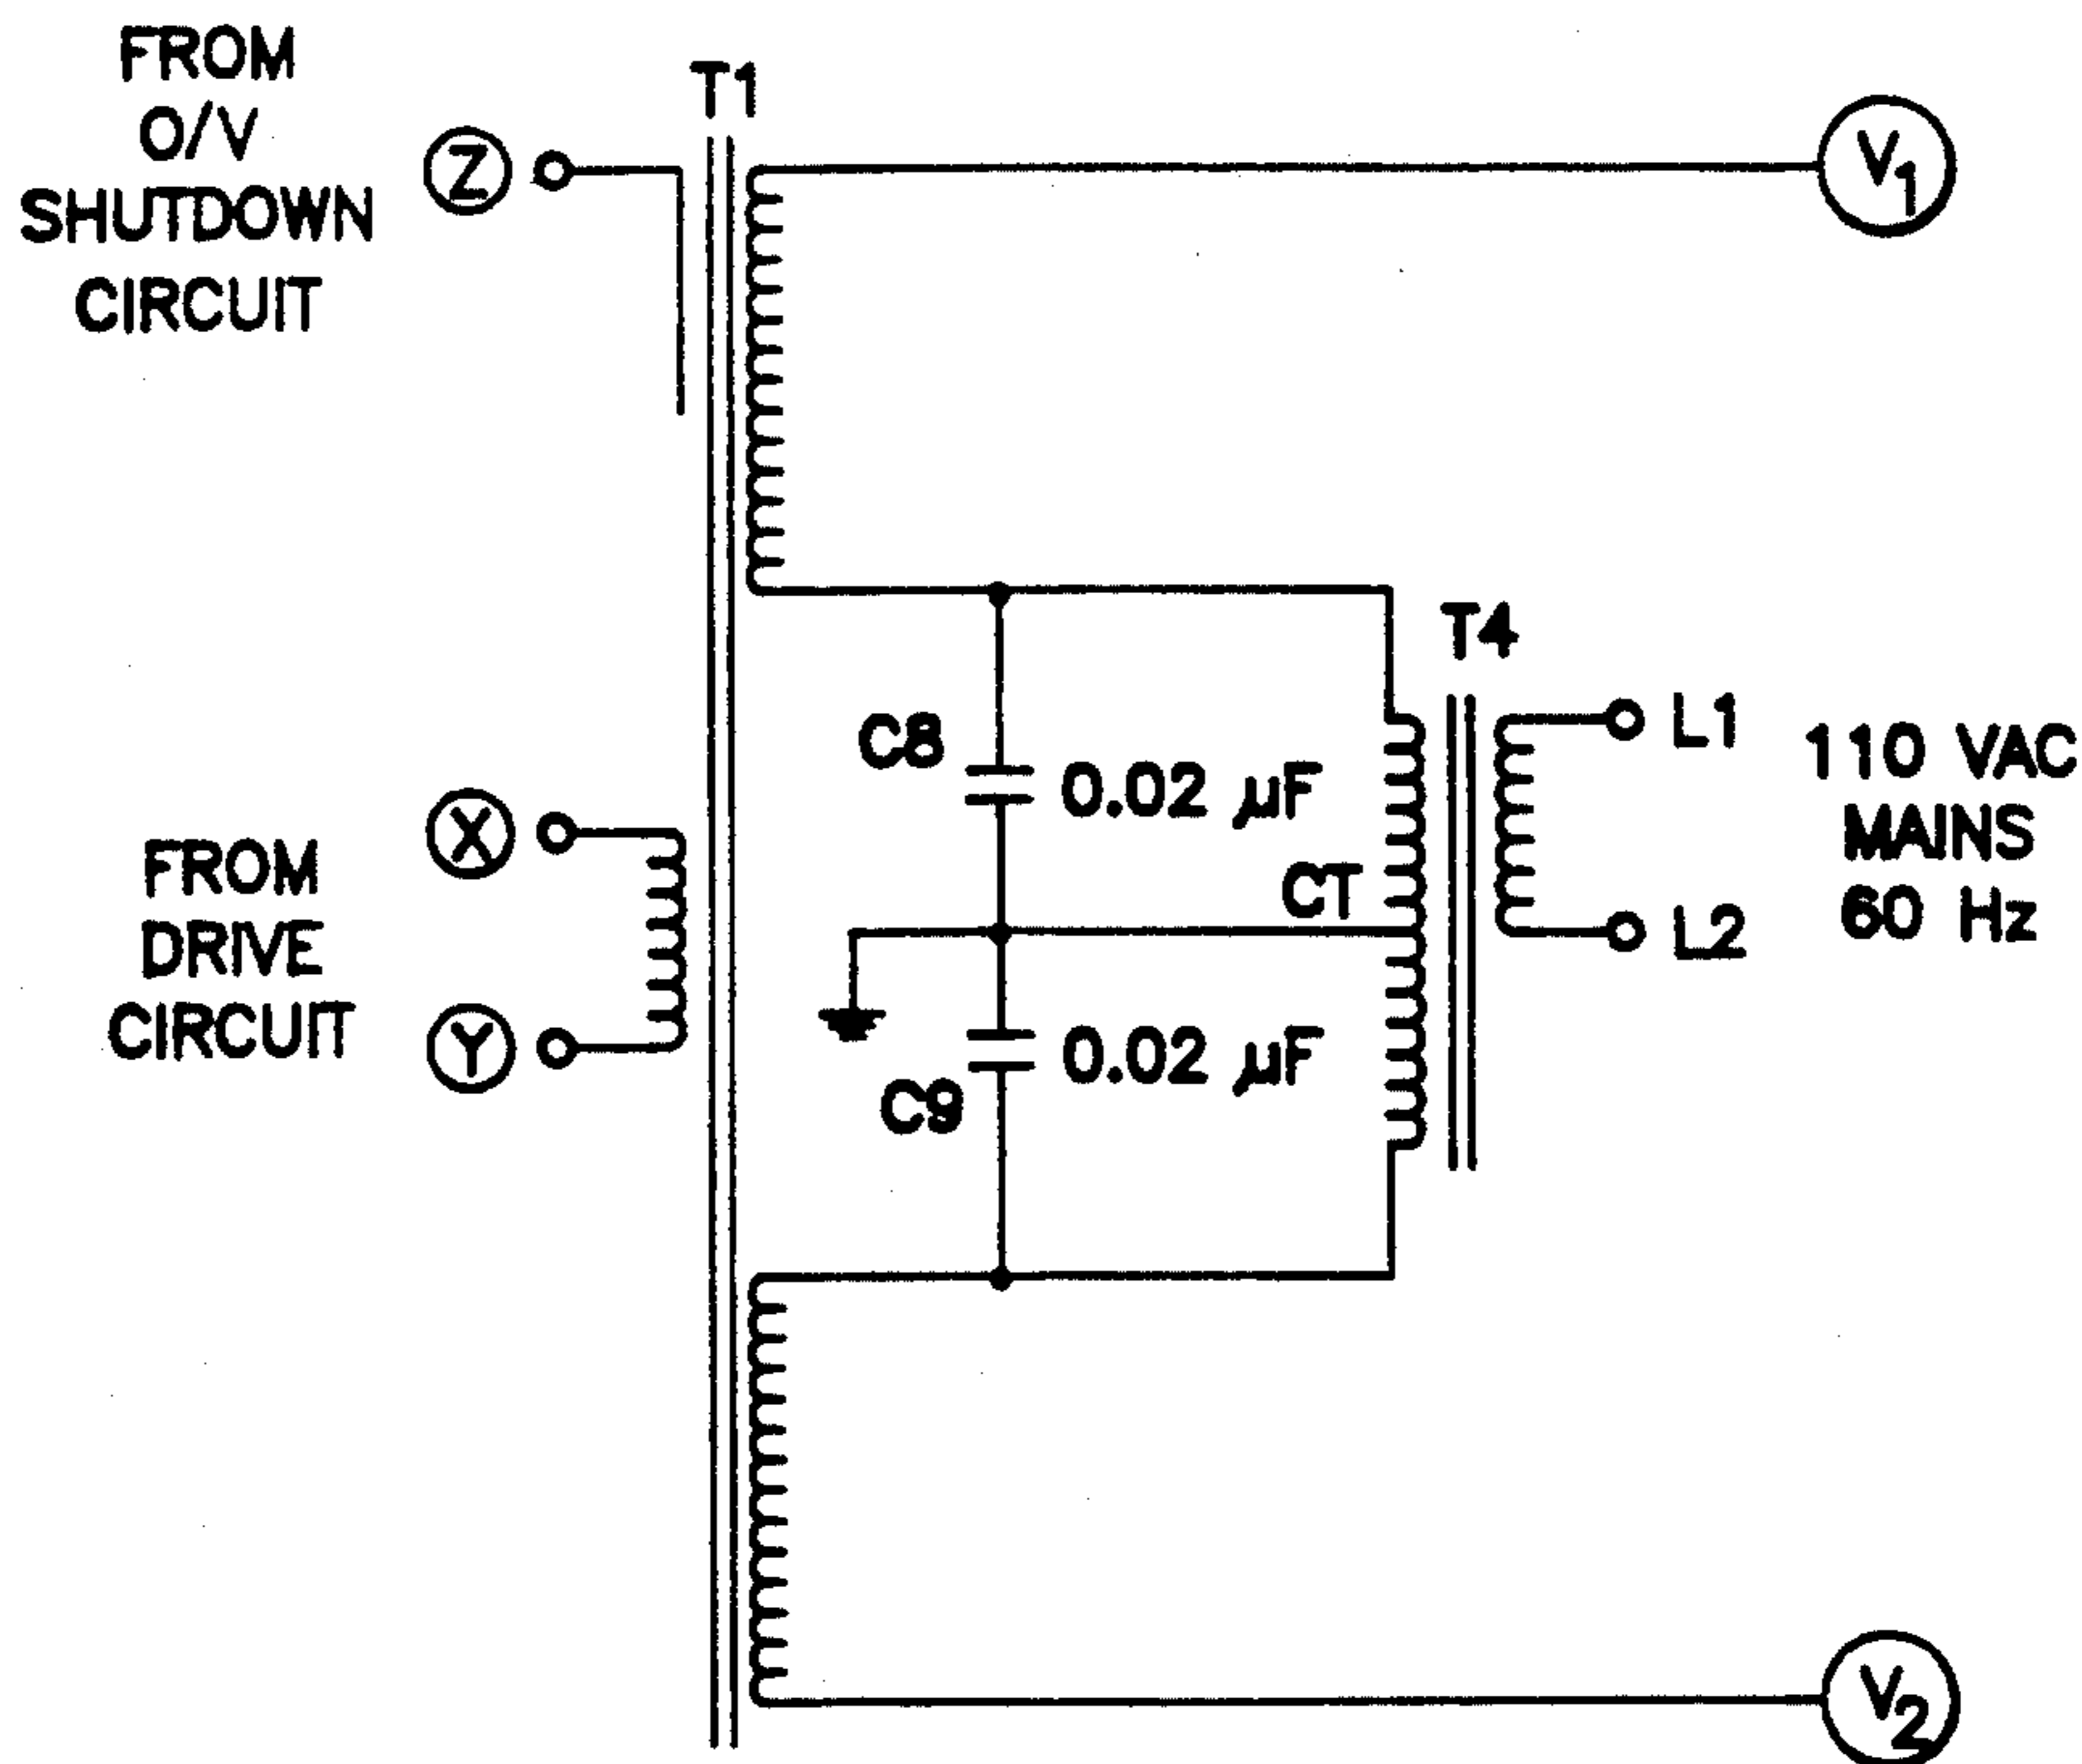 FROM
O/V
SHUTDOWN
CIRCUIT
Z
T1
V1
T4
C8
0.02 µF
CT
L1
L2
110 VAC
MAINS
60 Hz
X
FROM
DRIVE
CIRCUIT
Y
0.02 µF
C9
V2